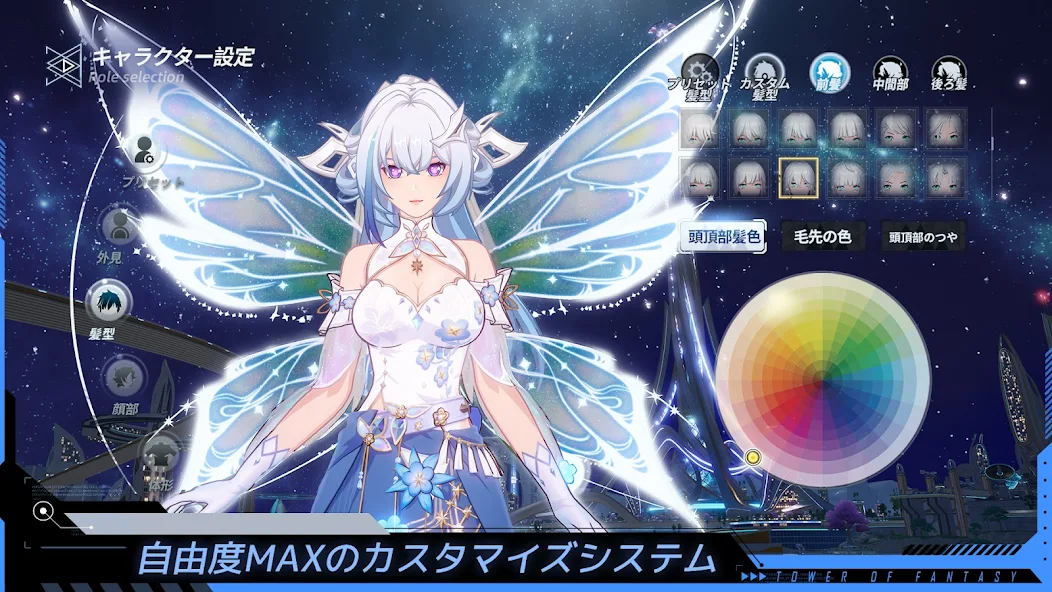 キャラクター設定
Role selection
プリセット
外見
髪型
顔部
体形
プリセット
髪型
カスタム
髪型
前髪
中間部
後ろ髪
頭頂部髪色
毛先の色
頭頂部のつや
自由度MAXのカスタマイズシステム
TOWER OF FANTASY